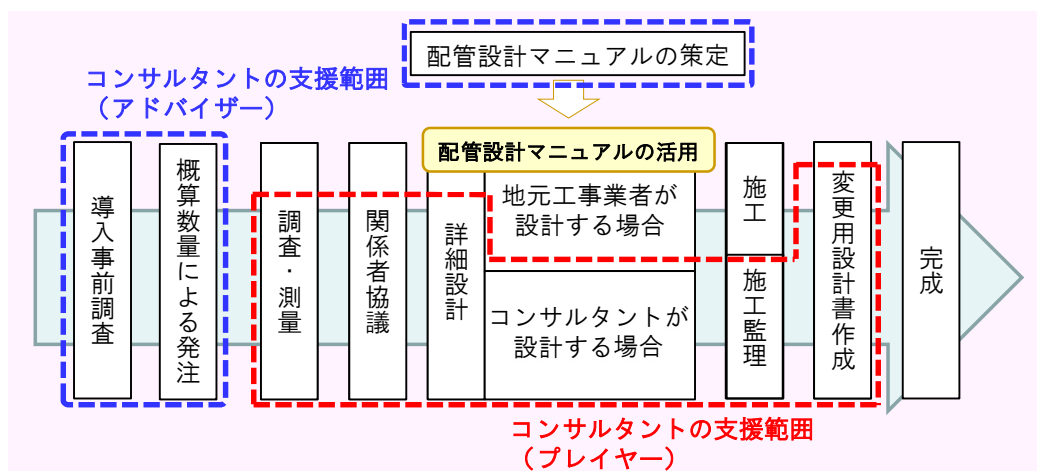 配管設計マニュアルの策定
コンサルタントの支援範囲
（アドバイザー）
配管設計マニュアルの活用
導入事前調査
概算数量による発注
調査・測量
関係者協議
詳細設計
地元工事業者が
設計する場合
コンサルタントが
設計する場合
施工
施工監理
変更用設計書作成
完成
コンサルタントの支援範囲
（プレイヤー）